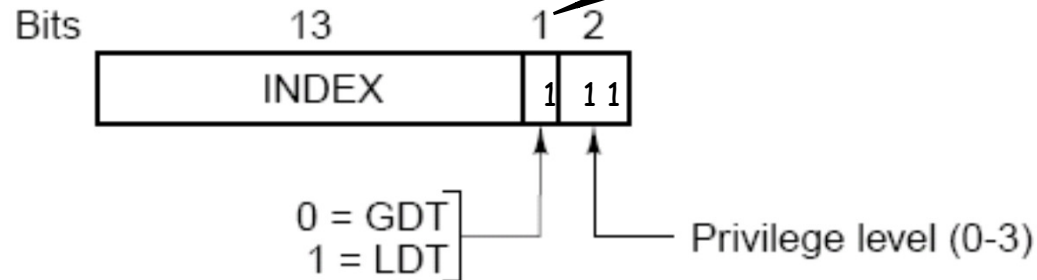 Bits 13 1 2
INDEX 1 1 1
0 = GDT
1 = LDT
Privilege level (0-3)